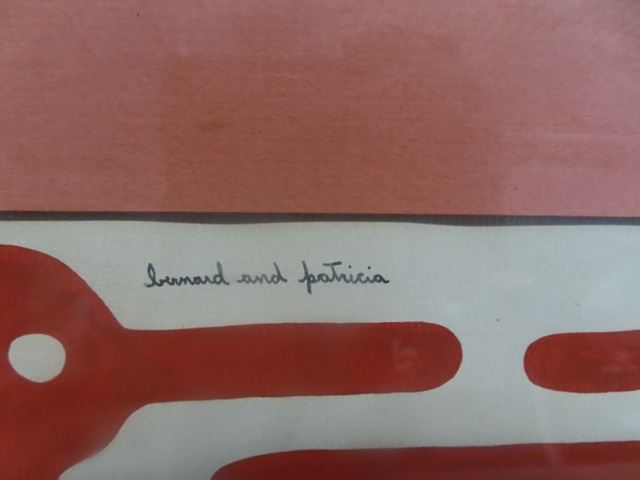 bernard and patricia